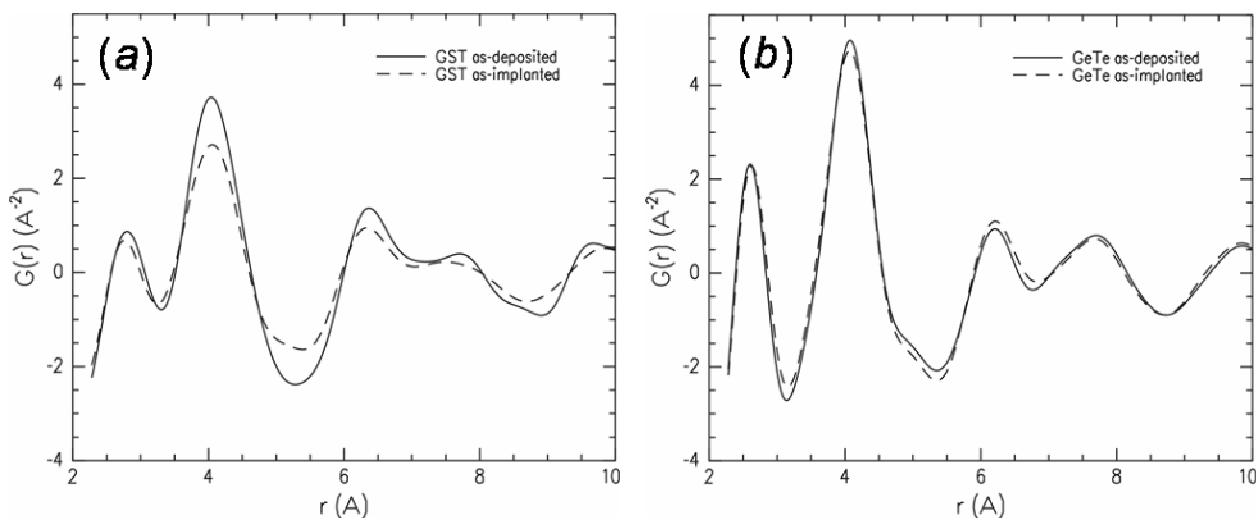 (a)
GST as-deposited
GST as-implanted
4
2
0
-2
-4
G(r) (A-2)
2
4
6
8
10
r (A)
(b)
GeTe as-deposited
GeTe as-implanted
4
2
0
-2
-4
G(r) (A-2)
2
4
6
8
10
r (A)